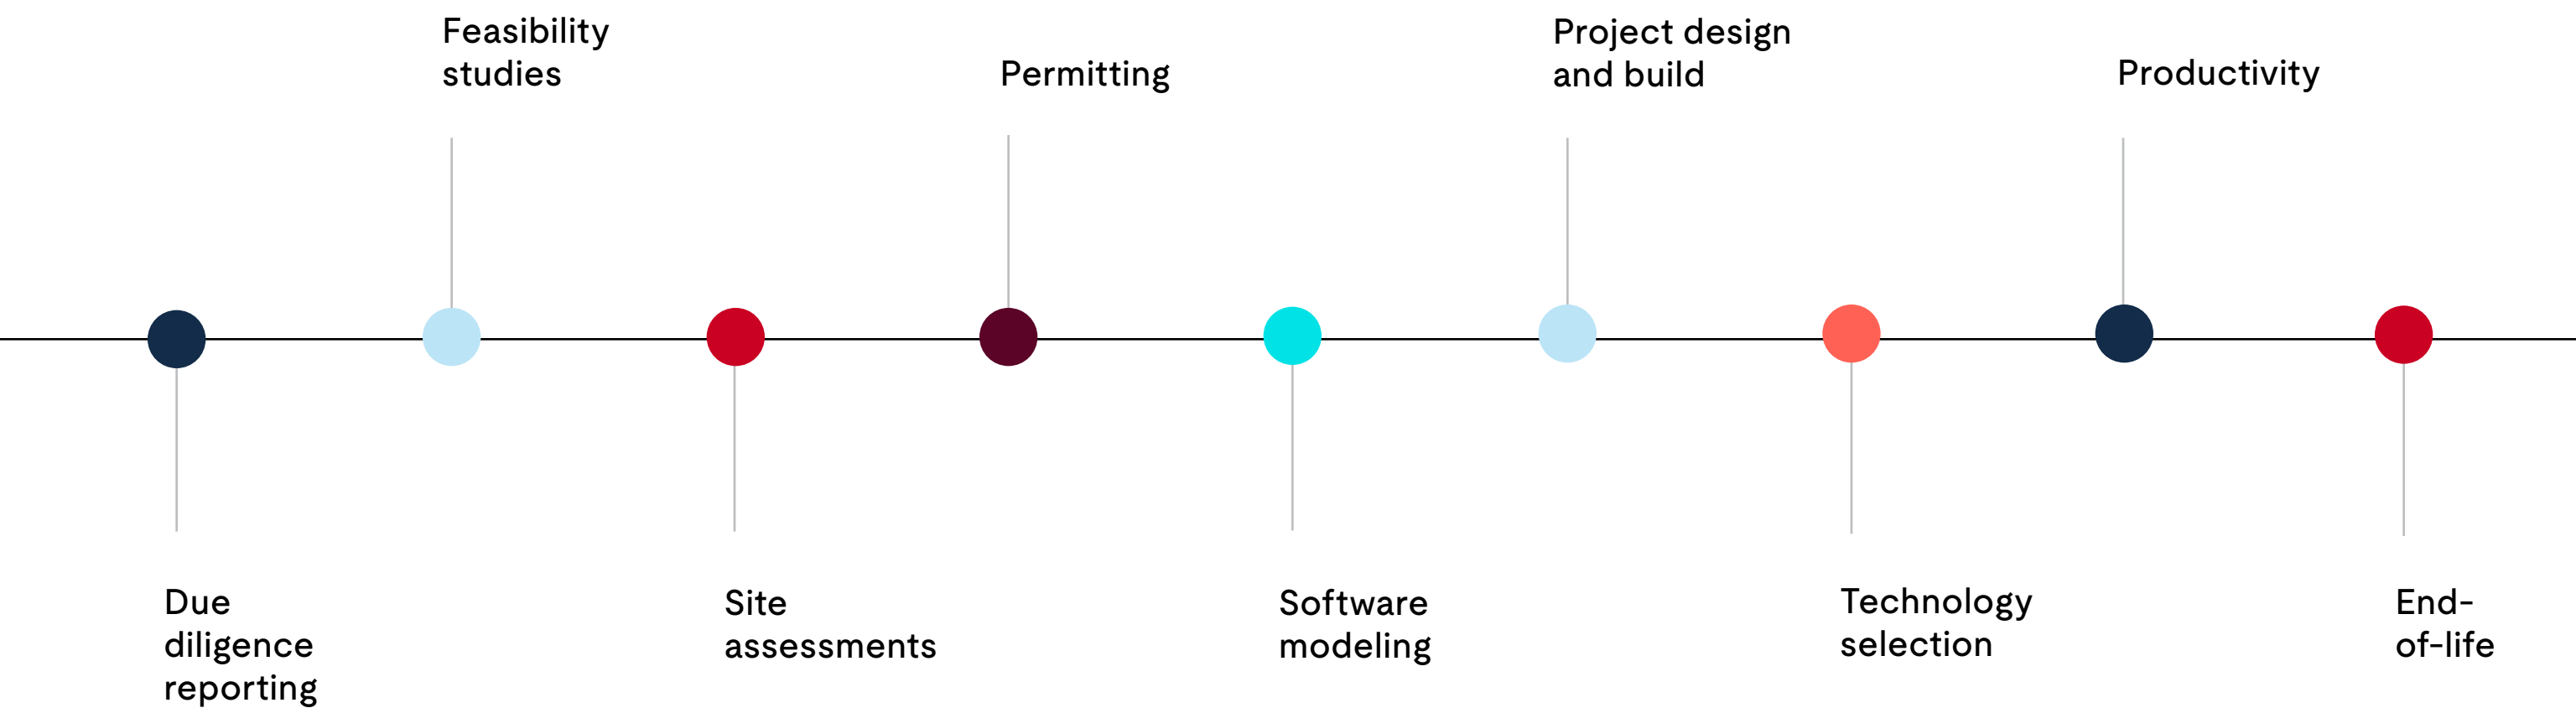 Feasibility
studies
Permitting
Project design
and build
Productivity
Due
diligence
reporting
Site
assessments
Software
modeling
Technology
selection
End-
of-life